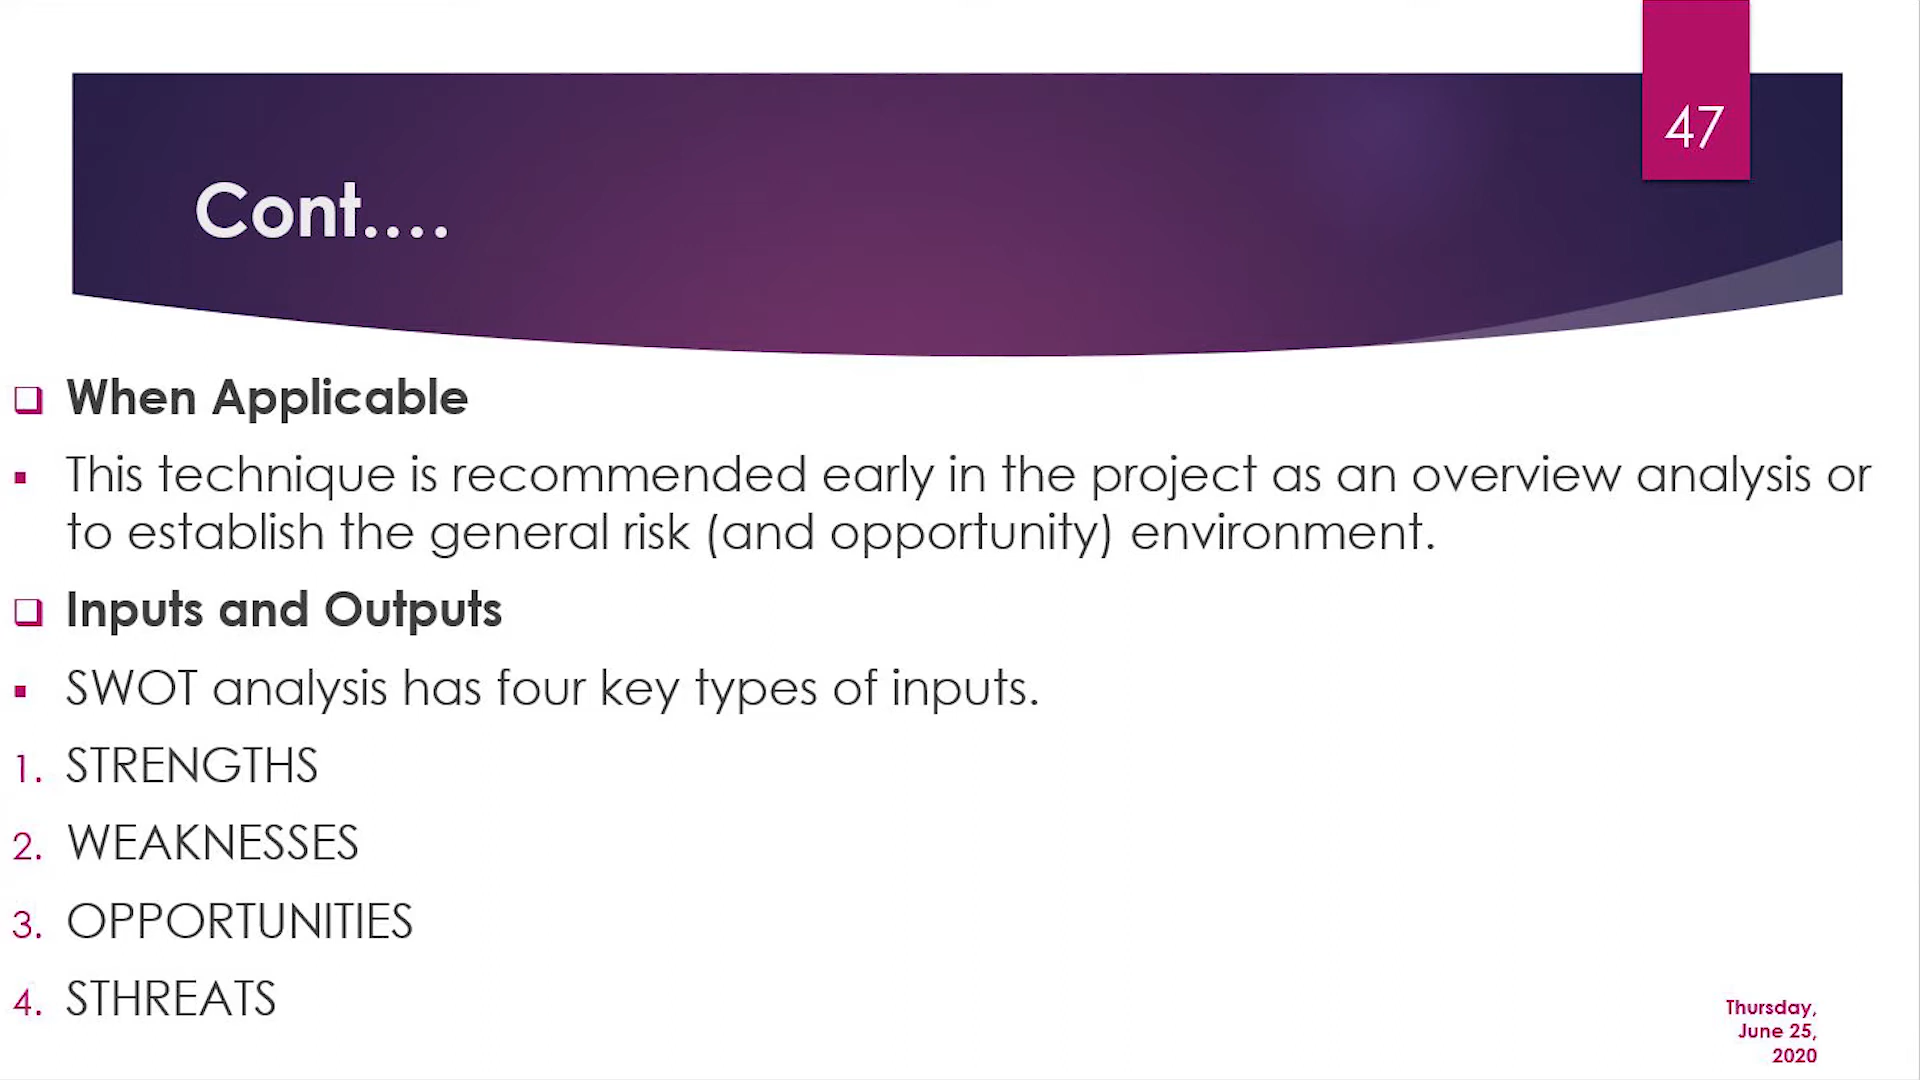 47
Cont....
When Applicable
This technique is recommended early in the project as an overview analysis or
to establish the general risk (and opportunity) environment.
Inputs and Outputs
SWOT analysis has four key types of inputs.
1. STRENGTHS
2. WEAKNESSES
3. OPPORTUNITIES
4. STHREATS
Thursday,
June 25,
2020